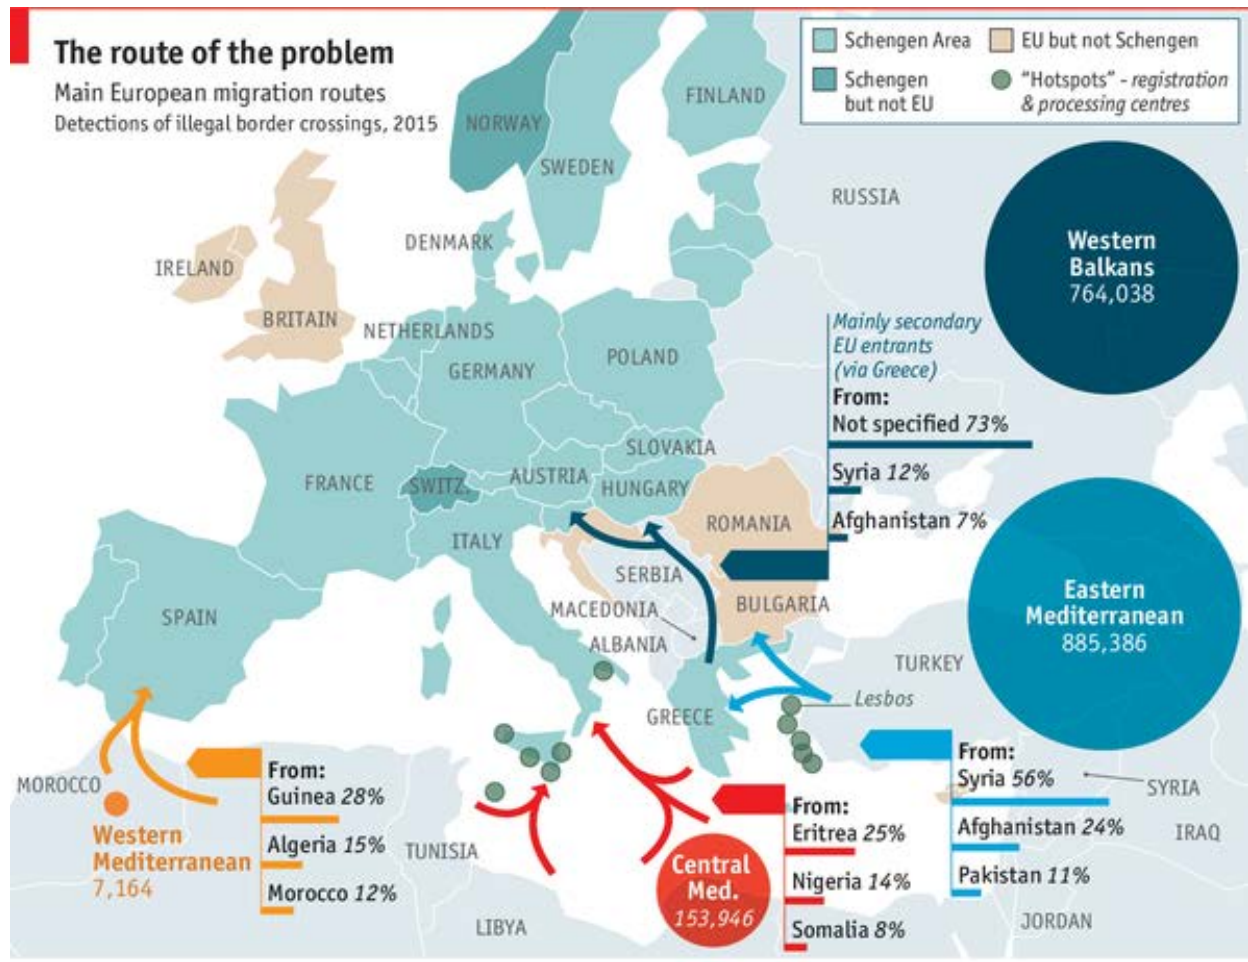 The route of the problem
Main European migration routes
Detections of illegal border crossings, 2015
Schengen Area
EU but not Schengen
Schengen
but not EU
"Hotspots" - registration
& processing centres
FINLAND
NORWAY
SWEDEN
RUSSIA
DENMARK
IRELAND
BRITAIN
NETHERLANDS
GERMANY
POLAND
SLOVAKIA
FRANCE
SWITZ.
AUSTRIA
HUNGARY
ROMANIA
ITALY
SERBIA
SPAIN
MACEDONIA
BULGARIA
ALBANIA
TURKEY
GREECE
Lesbos
MOROCCO
TUNISIA
LIBYA
SYRIA
IRAQ
JORDAN
Western
Balkans
764,038
Mainly secondary
EU entrants
(via Greece)
From:
Not specified 73%
Syria 12%
Afghanistan 7%
Eastern
Mediterranean
885,386
From:
Syria 56%
Afghanistan 24%
Pakistan 11%
Central
Med.
153,946
From:
Eritrea 25%
Nigeria 14%
Somalia 8%
Western
Mediterranean
7,164
From:
Guinea 28%
Algeria 15%
Morocco 12%